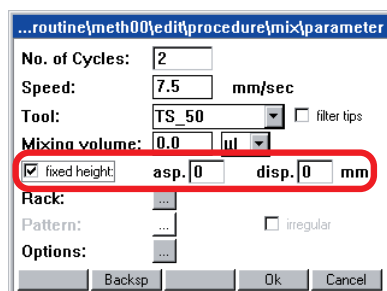 ...routine\meth00\edit\procedure\mix\parameter
No. of Cycles: 2
Speed: 7.5 mm/sec
Tool: TS_50 filter tips
Mixing volume: 0.0 µl
fixed height: asp. 0 disp. 0 mm
Rack: ...
Pattern: ... irregular
Options: ...
Backsp Ok Cancel